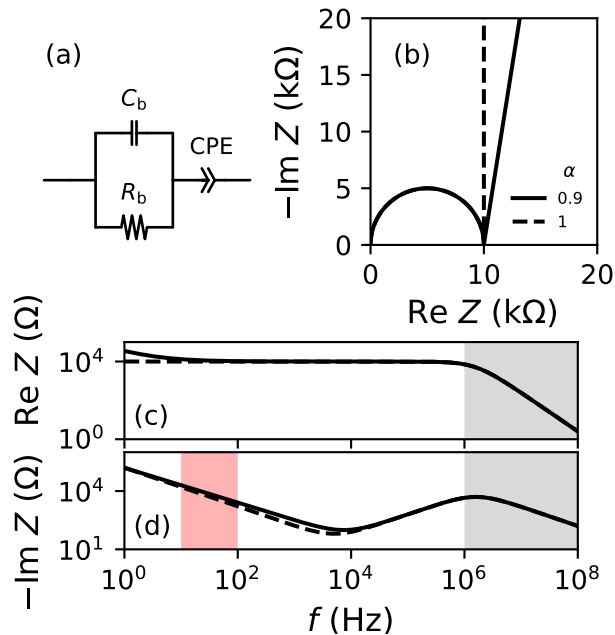 (a)
C_b
CPE
R_b
(b)
−Im Z (kΩ)
20
15
10
5
0
0 10 20
Re Z (kΩ)
α
0.9
1
Re Z (Ω)
10^4
10^0
(c)
−Im Z (Ω)
10^4
10^1
(d)
10^0 10^2 10^4 10^6 10^8
f (Hz)